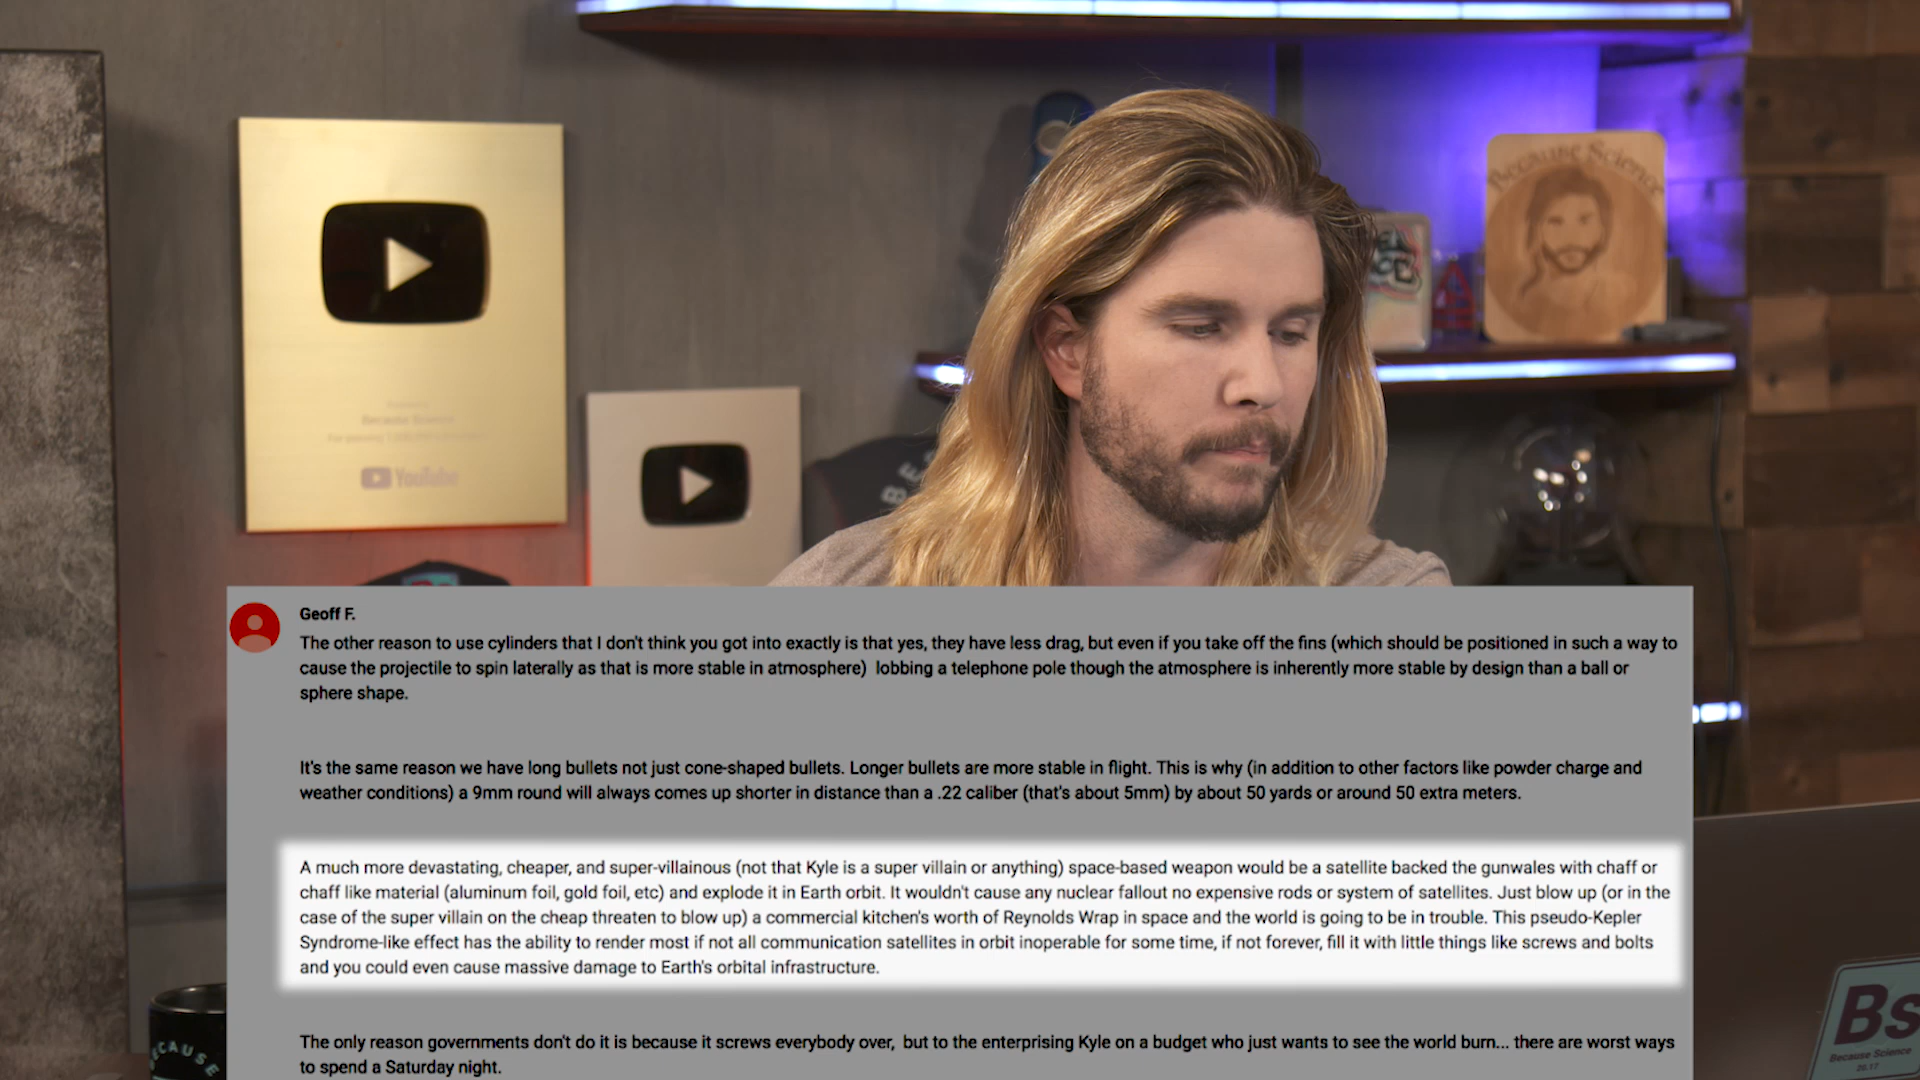 Because Science
YouTube
Because Science
Geoff F.
The other reason to use cylinders that I don't think you got into exactly is that yes, they have less drag, but even if you take off the fins (which should be positioned in such a way to
cause the projectile to spin laterally as that is more stable in atmosphere)  lobbing a telephone pole though the atmosphere is inherently more stable by design than a ball or
sphere shape.
It's the same reason we have long bullets not just cone-shaped bullets. Longer bullets are more stable in flight. This is why (in addition to other factors like powder charge and
weather conditions) a 9mm round will always comes up shorter in distance than a .22 caliber (that's about 5mm) by about 50 yards or around 50 extra meters.
A much more devastating, cheaper, and super-villainous (not that Kyle is a super villain or anything) space-based weapon would be a satellite backed the gunwales with chaff or
chaff like material (aluminum foil, gold foil, etc) and explode it in Earth orbit. It wouldn't cause any nuclear fallout no expensive rods or system of satellites. Just blow up (or in the
case of the super villain on the cheap threaten to blow up) a commercial kitchen's worth of Reynolds Wrap in space and the world is going to be in trouble. This pseudo-Kepler
Syndrome-like effect has the ability to render most if not all communication satellites in orbit inoperable for some time, if not forever, fill it with little things like screws and bolts
and you could even cause massive damage to Earth's orbital infrastructure.
The only reason governments don't do it is because it screws everybody over,  but to the enterprising Kyle on a budget who just wants to see the world burn... there are worst ways
to spend a Saturday night.
ECAUSE
Bs
Because Science
20.17